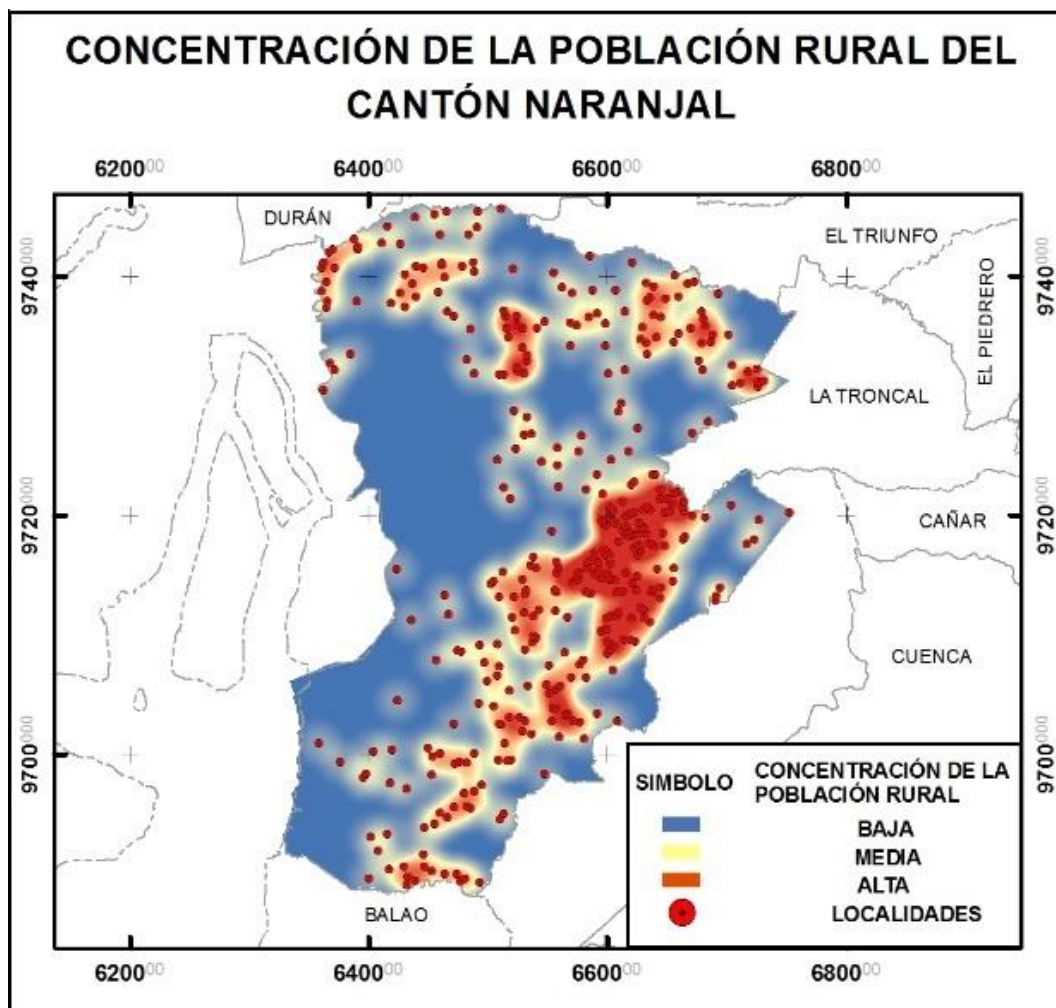 CONCENTRACIÓN DE LA POBLACIÓN RURAL DEL
CANTÓN NARANJAL
620000 640000 660000 680000
DURÁN
EL TRIUNFO
9740000
9740000
EL PIEDRERO
LA TRONCAL
9720000
CAÑAR
9720000
CUENCA
9700000
9700000
SIMBOLO
CONCENTRACIÓN DE LA
POBLACIÓN RURAL
BAJA
MEDIA
ALTA
LOCALIDADES
BALAO
620000 640000 660000 680000